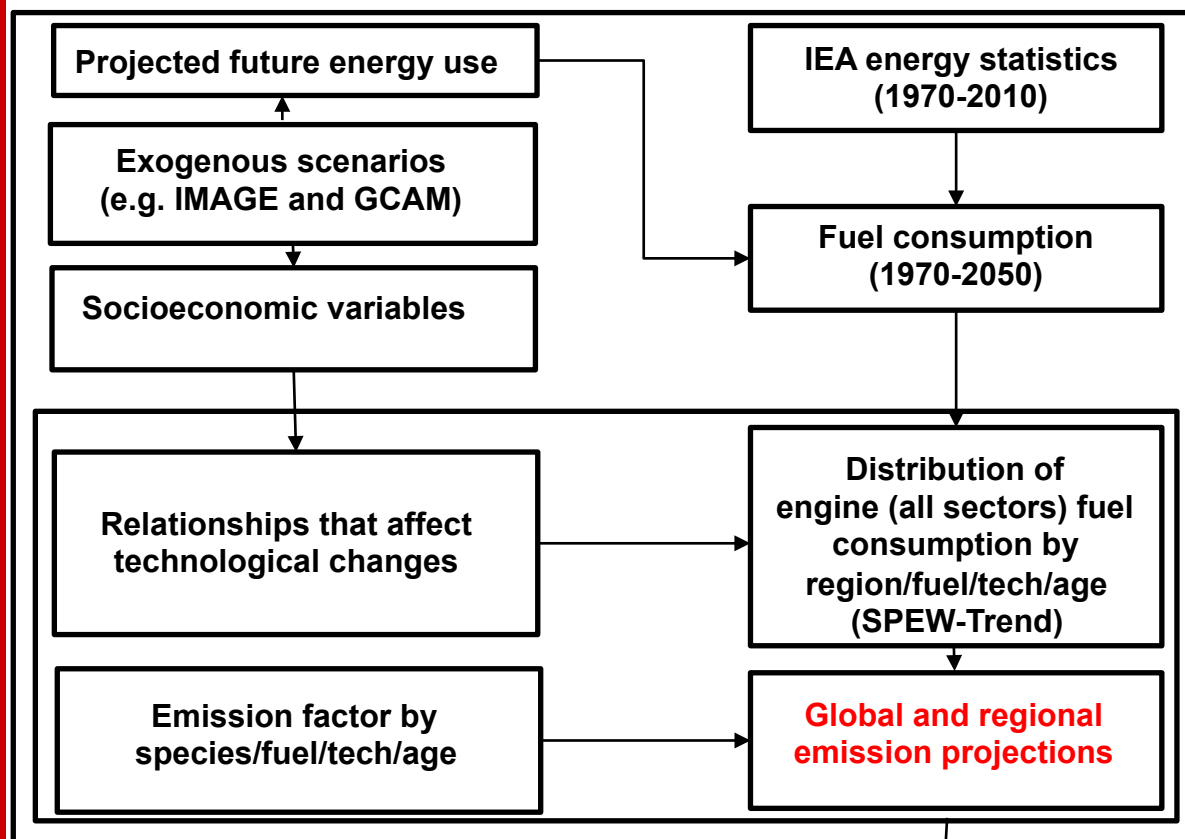 Projected future energy use
IEA energy statistics
(1970-2010)
Exogenous scenarios
(e.g. IMAGE and GCAM)
Fuel consumption
(1970-2050)
Socioeconomic variables
Relationships that affect
technological changes
Distribution of
engine (all sectors) fuel
consumption by
region/fuel/tech/age
(SPEW-Trend)
Emission factor by
species/fuel/tech/age
Global and regional
emission projections